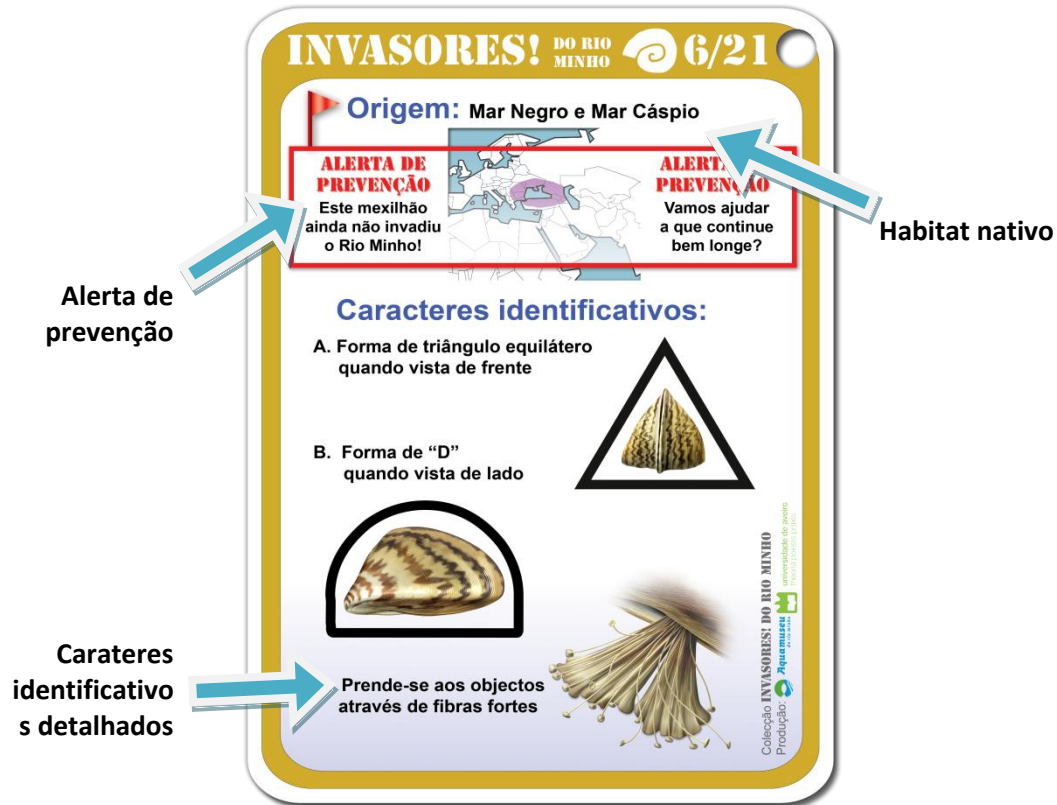 INVASORES! DO RIO MINHO 6/21
Origem: Mar Negro e Mar Cáspio
ALERTA DE
PREVENÇÃO
Este mexilhão
ainda não invadiu
o Rio Minho!
PREVENÇÃO
Vamos ajudar
a que continue
bem longe?
Habitat nativo
Alerta de
prevenção
Caracteres identificativos:
A. Forma de triângulo equilátero
quando vista de frente
B. Forma de “D”
quando vista de lado
Carateres
identificativo
s detalhados
Prende-se aos objectos
através de fibras fortes
Colecção INVASORES! DO RIO MINHO
Produção: Aquamuseu do rio minho universidade de aveiro